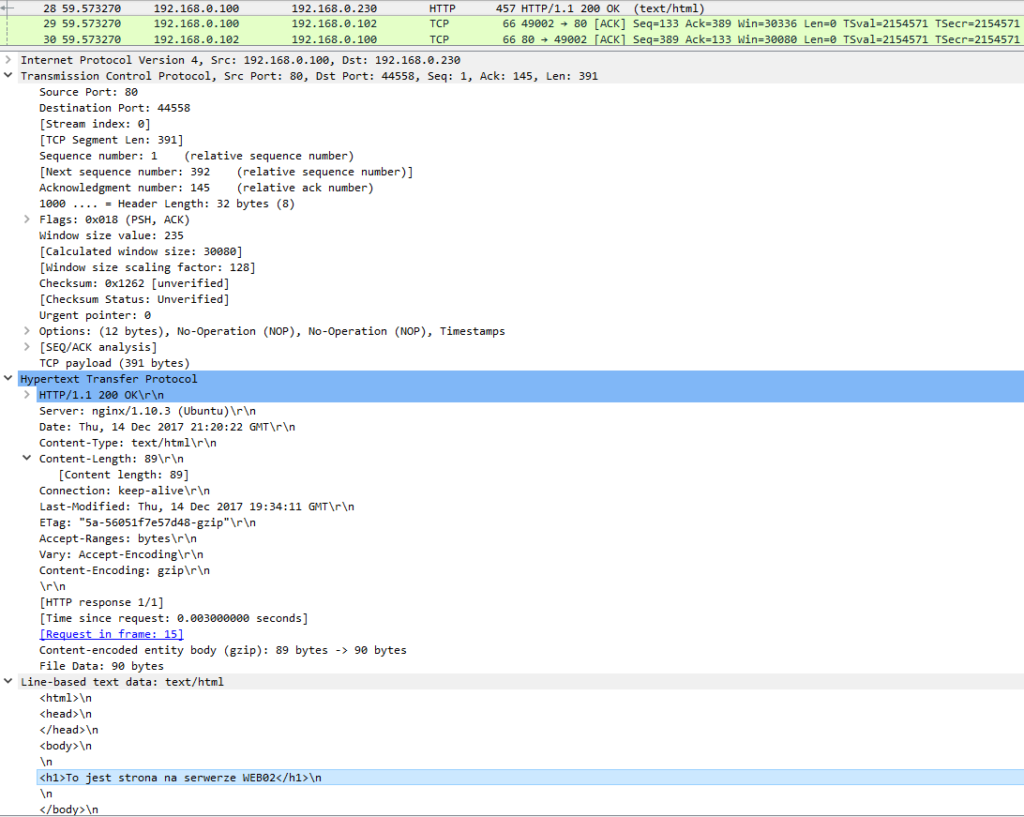 28 59.573270 192.168.0.100 192.168.0.230 HTTP 457 HTTP/1.1 200 OK (text/html)
29 59.573270 192.168.0.100 192.168.0.102 TCP 66 49002 → 80 [ACK] Seq=133 Ack=389 Win=30336 Len=0 TSval=2154571 TSecr=2154571
30 59.573270 192.168.0.102 192.168.0.100 TCP 66 80 → 49002 [ACK] Seq=389 Ack=133 Win=30080 Len=0 TSval=2154571 TSecr=2154571
Internet Protocol Version 4, Src: 192.168.0.100, Dst: 192.168.0.230
Transmission Control Protocol, Src Port: 80, Dst Port: 44558, Seq: 1, Ack: 145, Len: 391
Source Port: 80
Destination Port: 44558
[Stream index: 0]
[TCP Segment Len: 391]
Sequence number: 1 (relative sequence number)
[Next sequence number: 392 (relative sequence number)]
Acknowledgment number: 145 (relative ack number)
1000 .... = Header Length: 32 bytes (8)
Flags: 0x018 (PSH, ACK)
Window size value: 235
[Calculated window size: 30080]
[Window size scaling factor: 128]
Checksum: 0x1262 [unverified]
[Checksum Status: Unverified]
Urgent pointer: 0
Options: (12 bytes), No-Operation (NOP), No-Operation (NOP), Timestamps
[SEQ/ACK analysis]
TCP payload (391 bytes)
Hypertext Transfer Protocol
HTTP/1.1 200 OK\r\n
Server: nginx/1.10.3 (Ubuntu)\r\n
Date: Thu, 14 Dec 2017 21:20:22 GMT\r\n
Content-Type: text/html\r\n
Content-Length: 89\r\n
[Content length: 89]
Connection: keep-alive\r\n
Last-Modified: Thu, 14 Dec 2017 19:34:11 GMT\r\n
ETag: "5a-56051f7e57d48-gzip"\r\n
Accept-Ranges: bytes\r\n
Vary: Accept-Encoding\r\n
Content-Encoding: gzip\r\n
\r\n
[HTTP response 1/1]
[Time since request: 0.003000000 seconds]
[Request in frame: 15]
Content-encoded entity body (gzip): 89 bytes -> 90 bytes
File Data: 90 bytes
Line-based text data: text/html
<html>\n
<head>\n
</head>\n
<body>\n
\n
<h1>To jest strona na serwerze WEB02</h1>\n
\n
</body>\n